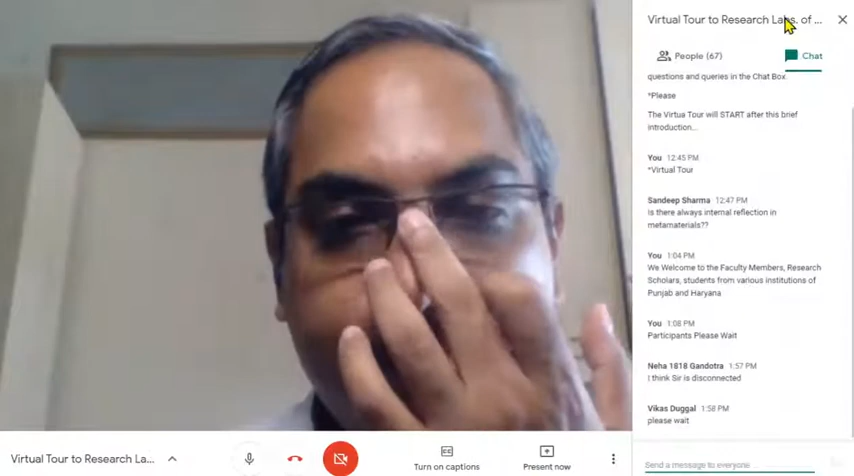 Virtual Tour to Research Labs. of ...
People (67)
Chat
questions and queries in the Chat Box
*Please
The Virtua Tour will START after this brief
introduction...
You 12:45 PM
*Virtual Tour
Sandeep Sharma 12:47 PM
Is there always internal reflection in
metamaterials??
You 1:04 PM
We Welcome to the Faculty Members, Research
Scholars, students from various institutions of
Punjab and Haryana
You 1:08 PM
Participants Please Wait
Neha 1818 Gandotra 1:57 PM
I think Sir is disconnected
Vikas Duggal 1:58 PM
please wait
Send a message to everyone
Virtual Tour to Research La...
Turn on captions
Present now